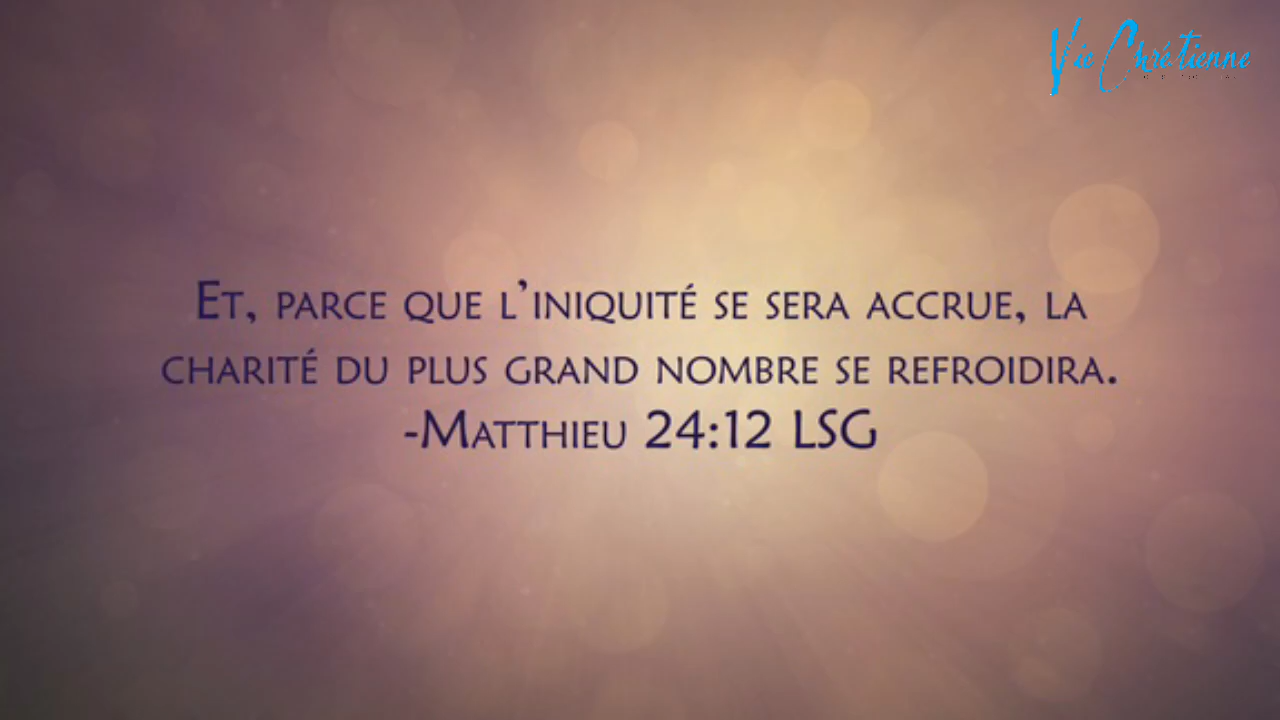 Vie Chrétienne
Et, parce que l’iniquité se sera accrue, la
charité du plus grand nombre se refroidira.
-Matthieu 24:12 LSG